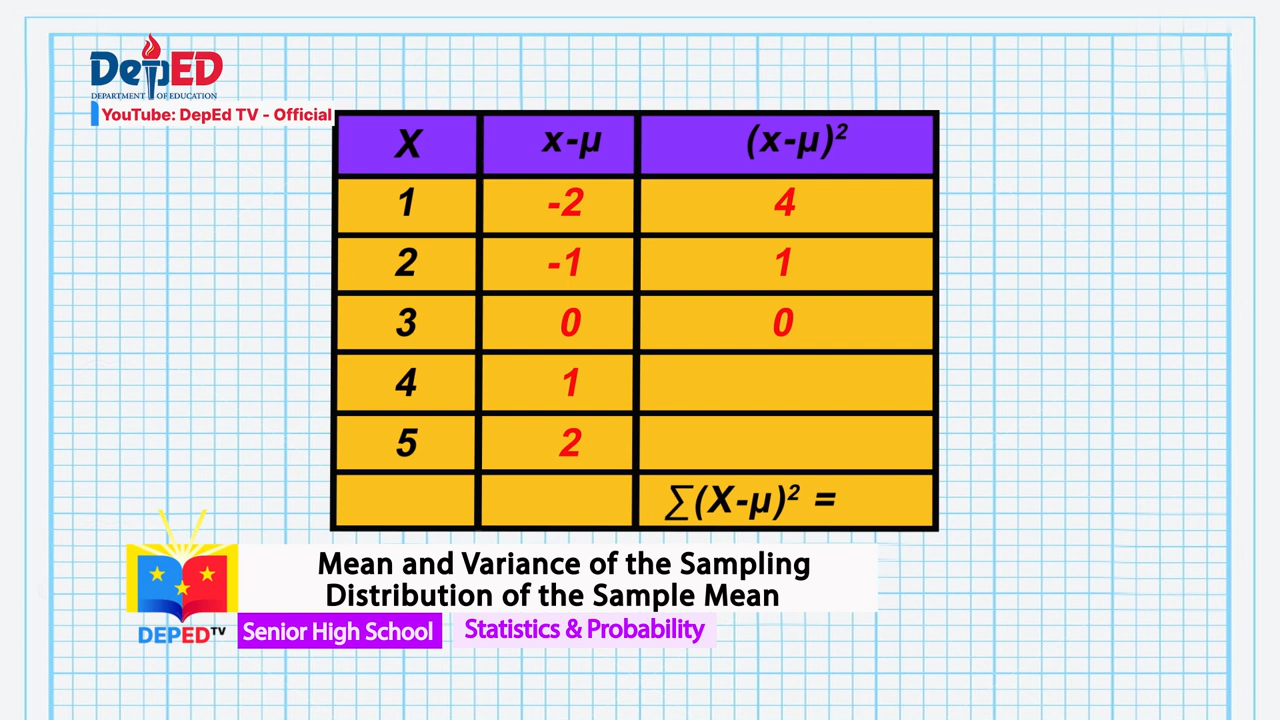 DepED
DEPARTMENT OF EDUCATION
YouTube: DepEd TV - Official
X x-μ (x-μ)²
1 -2 4
2 -1 1
3 0 0
4 1
5 2
∑(X-μ)² =
Mean and Variance of the Sampling
Distribution of the Sample Mean
DEPED TV
Senior High School Statistics & Probability